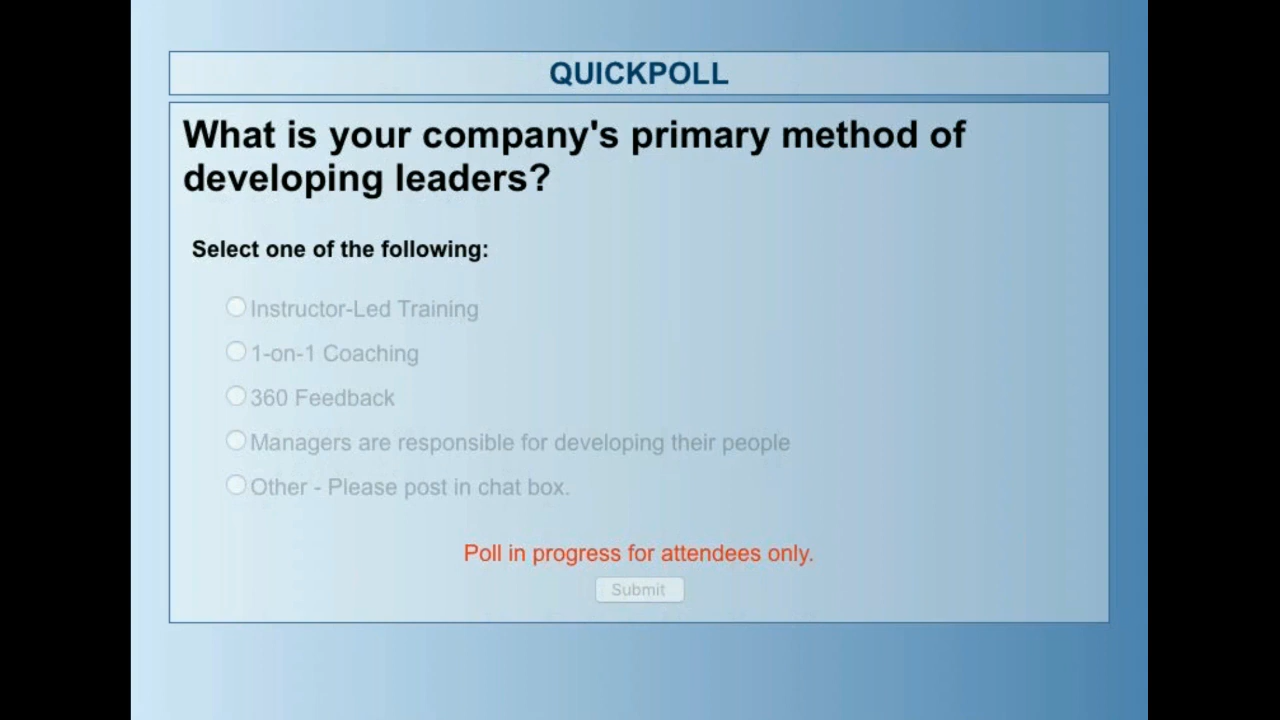 QUICKPOLL
What is your company's primary method of
developing leaders?
Select one of the following:
Instructor-Led Training
1-on-1 Coaching
360 Feedback
Managers are responsible for developing their people
Other - Please post in chat box.
Poll in progress for attendees only.
Submit